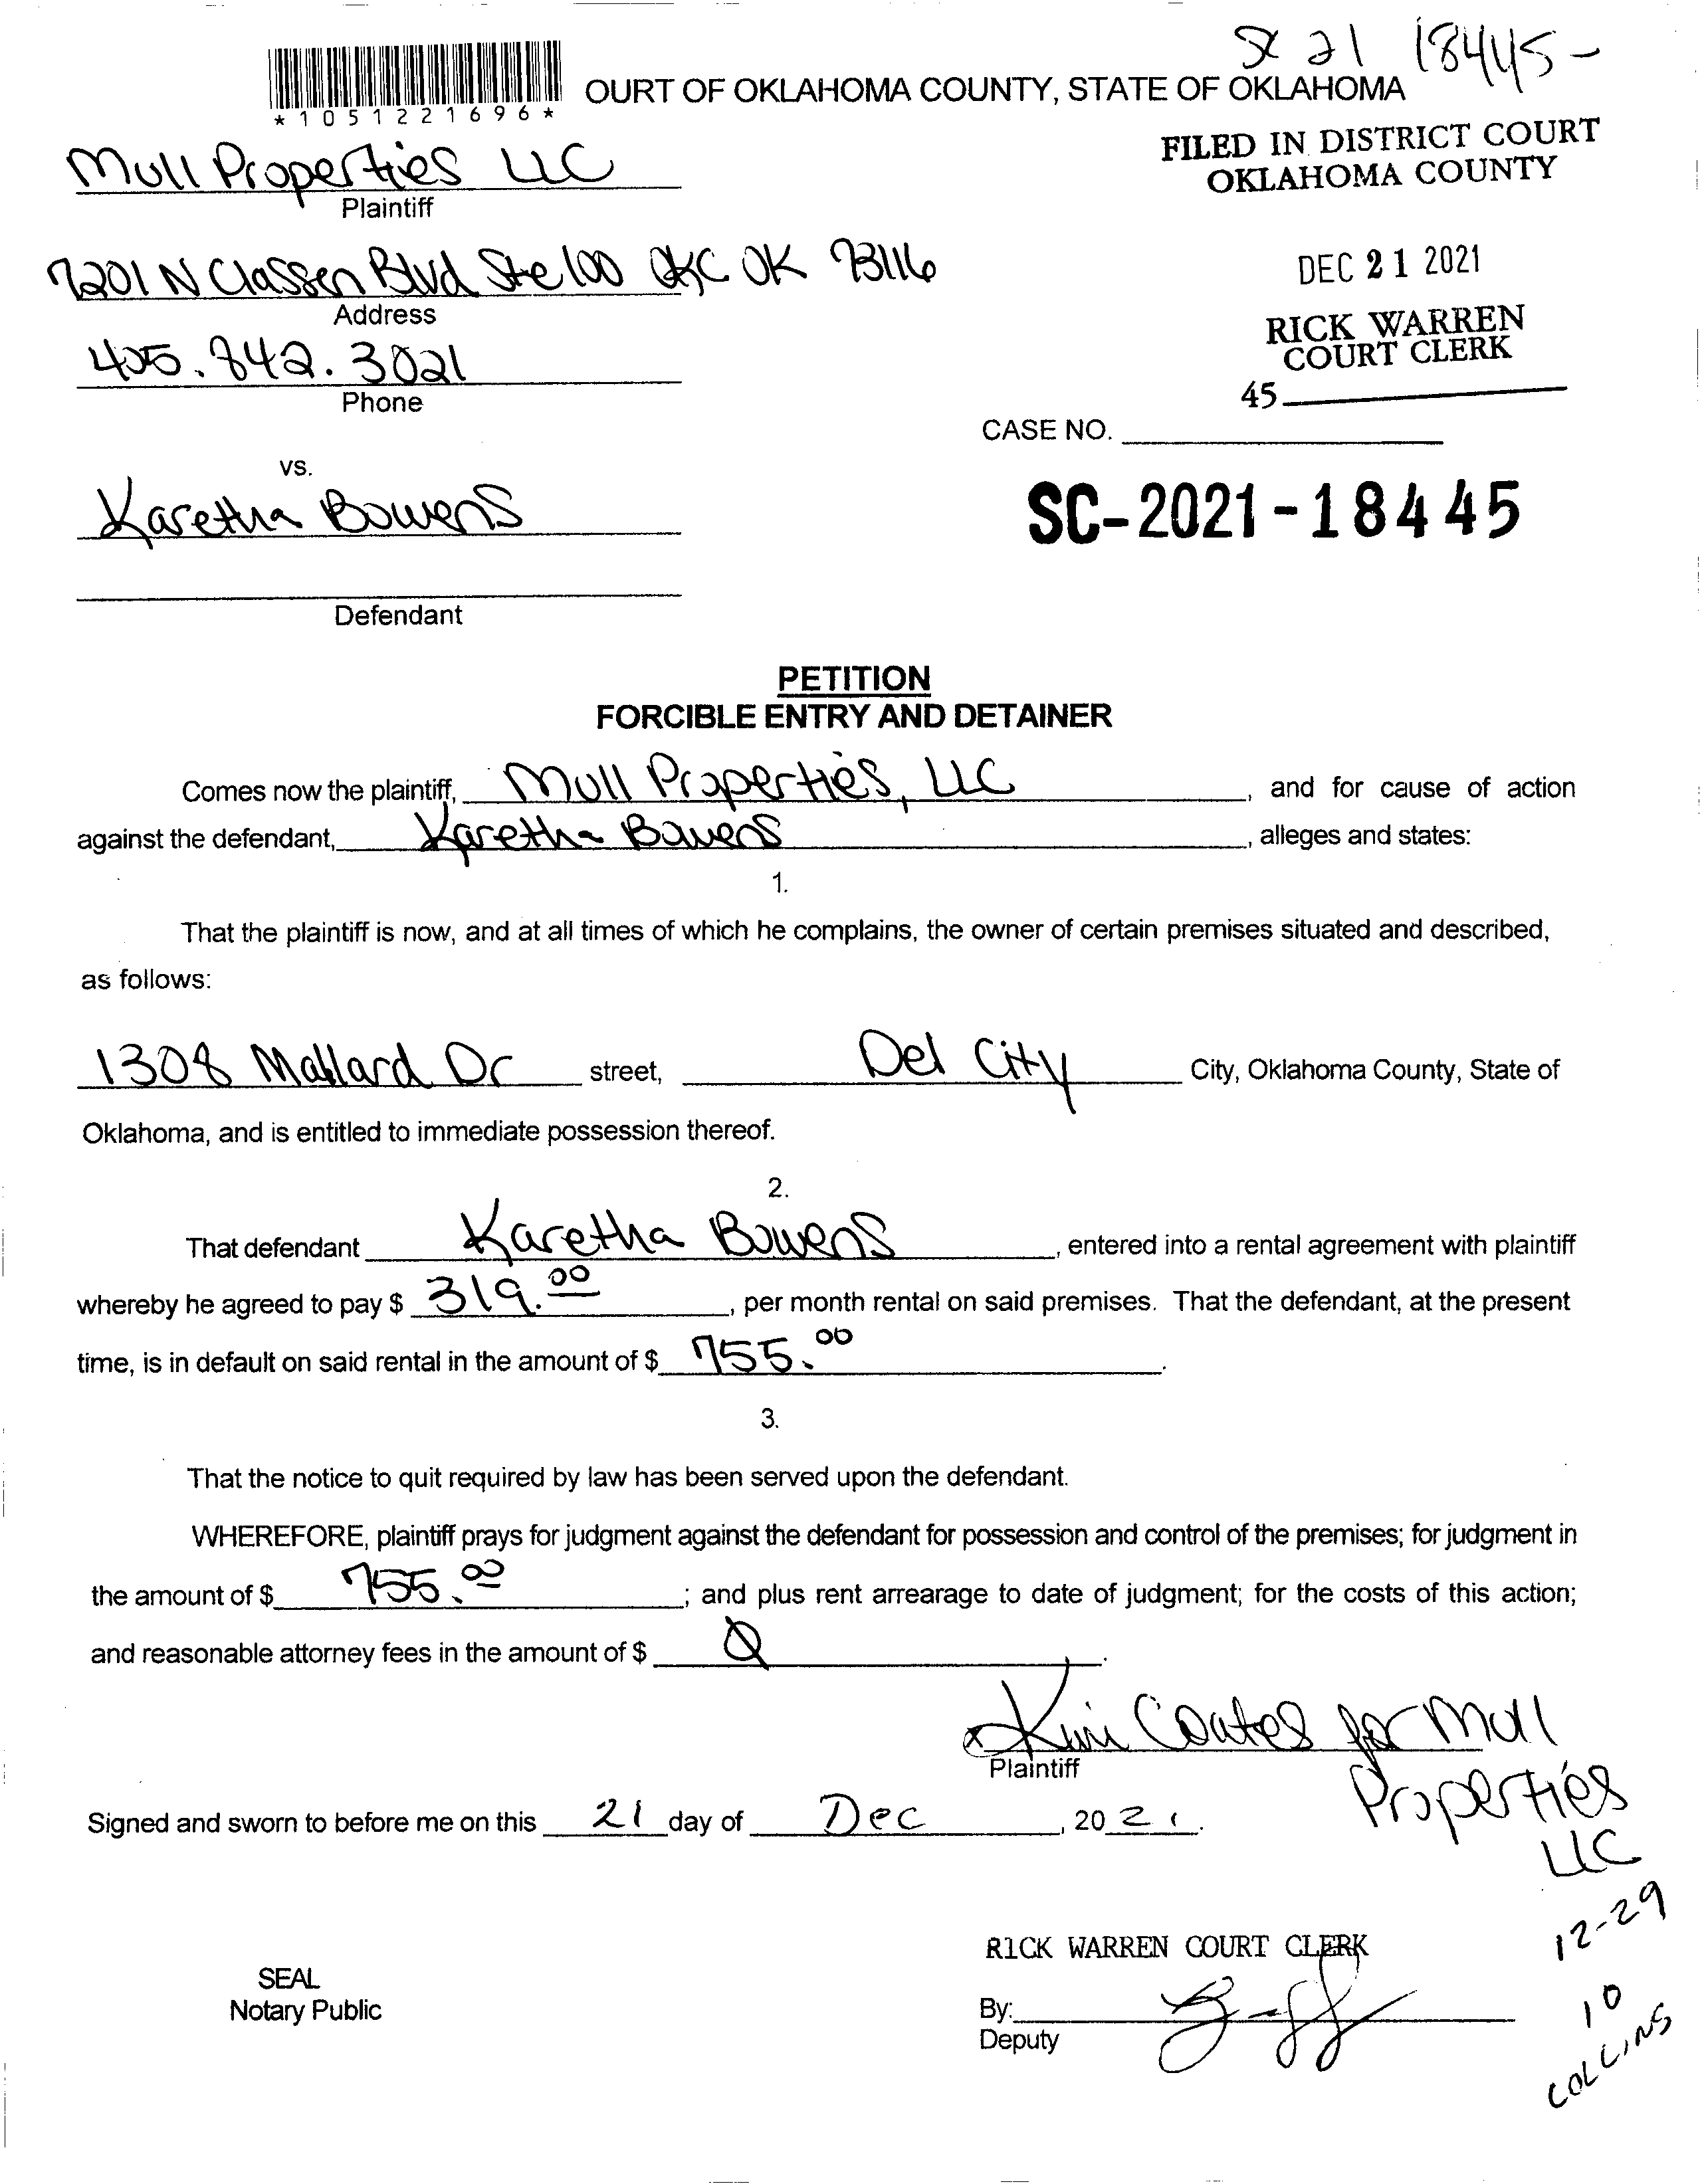 SC 21 18445-
OURT OF OKLAHOMA COUNTY, STATE OF OKLAHOMA
*1051221696*
FILED IN DISTRICT COURT
OKLAHOMA COUNTY
Mull Properties LLC
Plaintiff
7201 N Classen Blvd Ste 100 OKC OK 73116
Address
DEC 21 2021
RICK WARREN
COURT CLERK
405.842.3021
Phone
45
CASE NO.
vs.
Karetha Bowens
SC-2021-18445
Defendant
PETITION
FORCIBLE ENTRY AND DETAINER
Comes now the plaintiff, Mull Properties, LLC, and for cause of action
against the defendant, Karetha Bowens, alleges and states:
1.
That the plaintiff is now, and at all times of which he complains, the owner of certain premises situated and described,
as follows:
1308 Mallard Dr street, Del City City, Oklahoma County, State of
Oklahoma, and is entitled to immediate possession thereof.
2.
That defendant Karetha Bowens, entered into a rental agreement with plaintiff
whereby he agreed to pay $ 319.00, per month rental on said premises. That the defendant, at the present
time, is in default on said rental in the amount of $ 755.00.
3.
That the notice to quit required by law has been served upon the defendant.
WHEREFORE, plaintiff prays for judgment against the defendant for possession and control of the premises; for judgment in
the amount of $ 755.00; and plus rent arrearage to date of judgment; for the costs of this action;
and reasonable attorney fees in the amount of $ Ø.
x Kimi Coates for Mull
Plaintiff
Properties
LLC
Signed and sworn to before me on this 21 day of Dec, 2021.
12-29
10
COLLINS
RICK WARREN COURT CLERK
SEAL
Notary Public
By:
Deputy